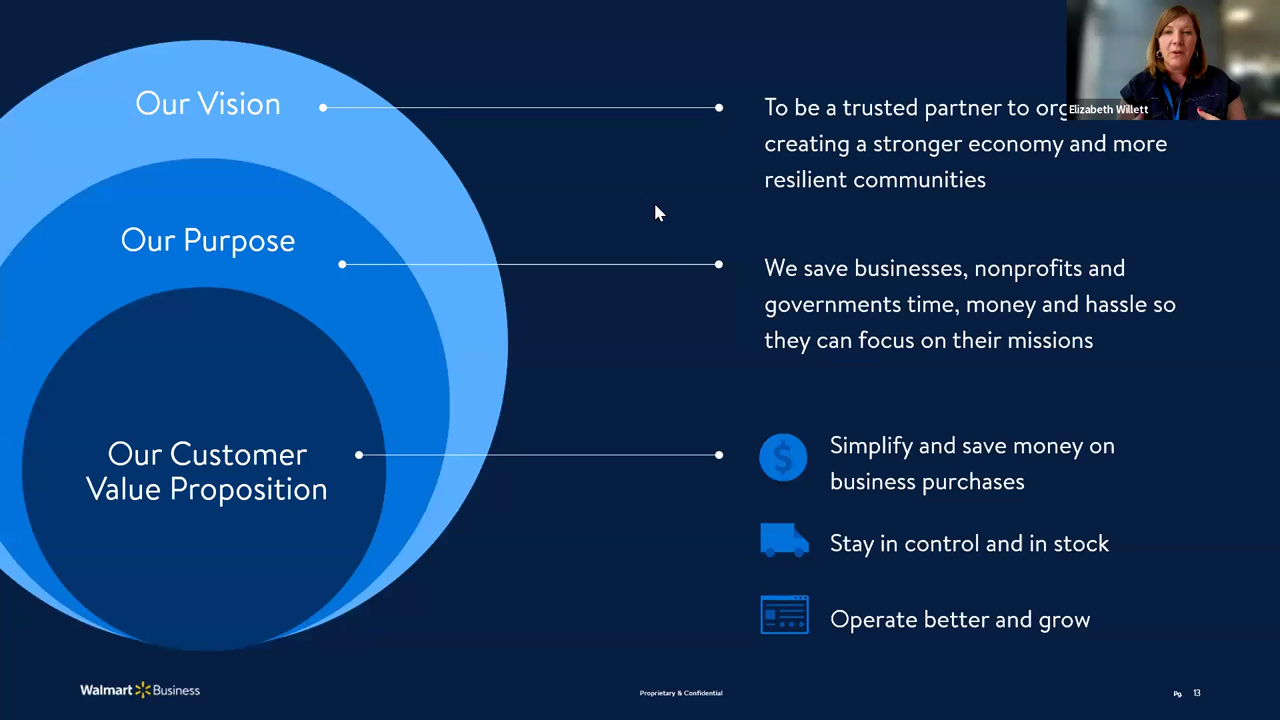 Our Vision
To be a trusted partner to
creating a stronger economy and more
resilient communities
Elizabeth Willett
Our Purpose
We save businesses, nonprofits and
governments time, money and hassle so
they can focus on their missions
Our Customer
Value Proposition
$
Simplify and save money on
business purchases
Stay in control and in stock
Operate better and grow
Walmart Business
Proprietary & Confidential
Pg. 13